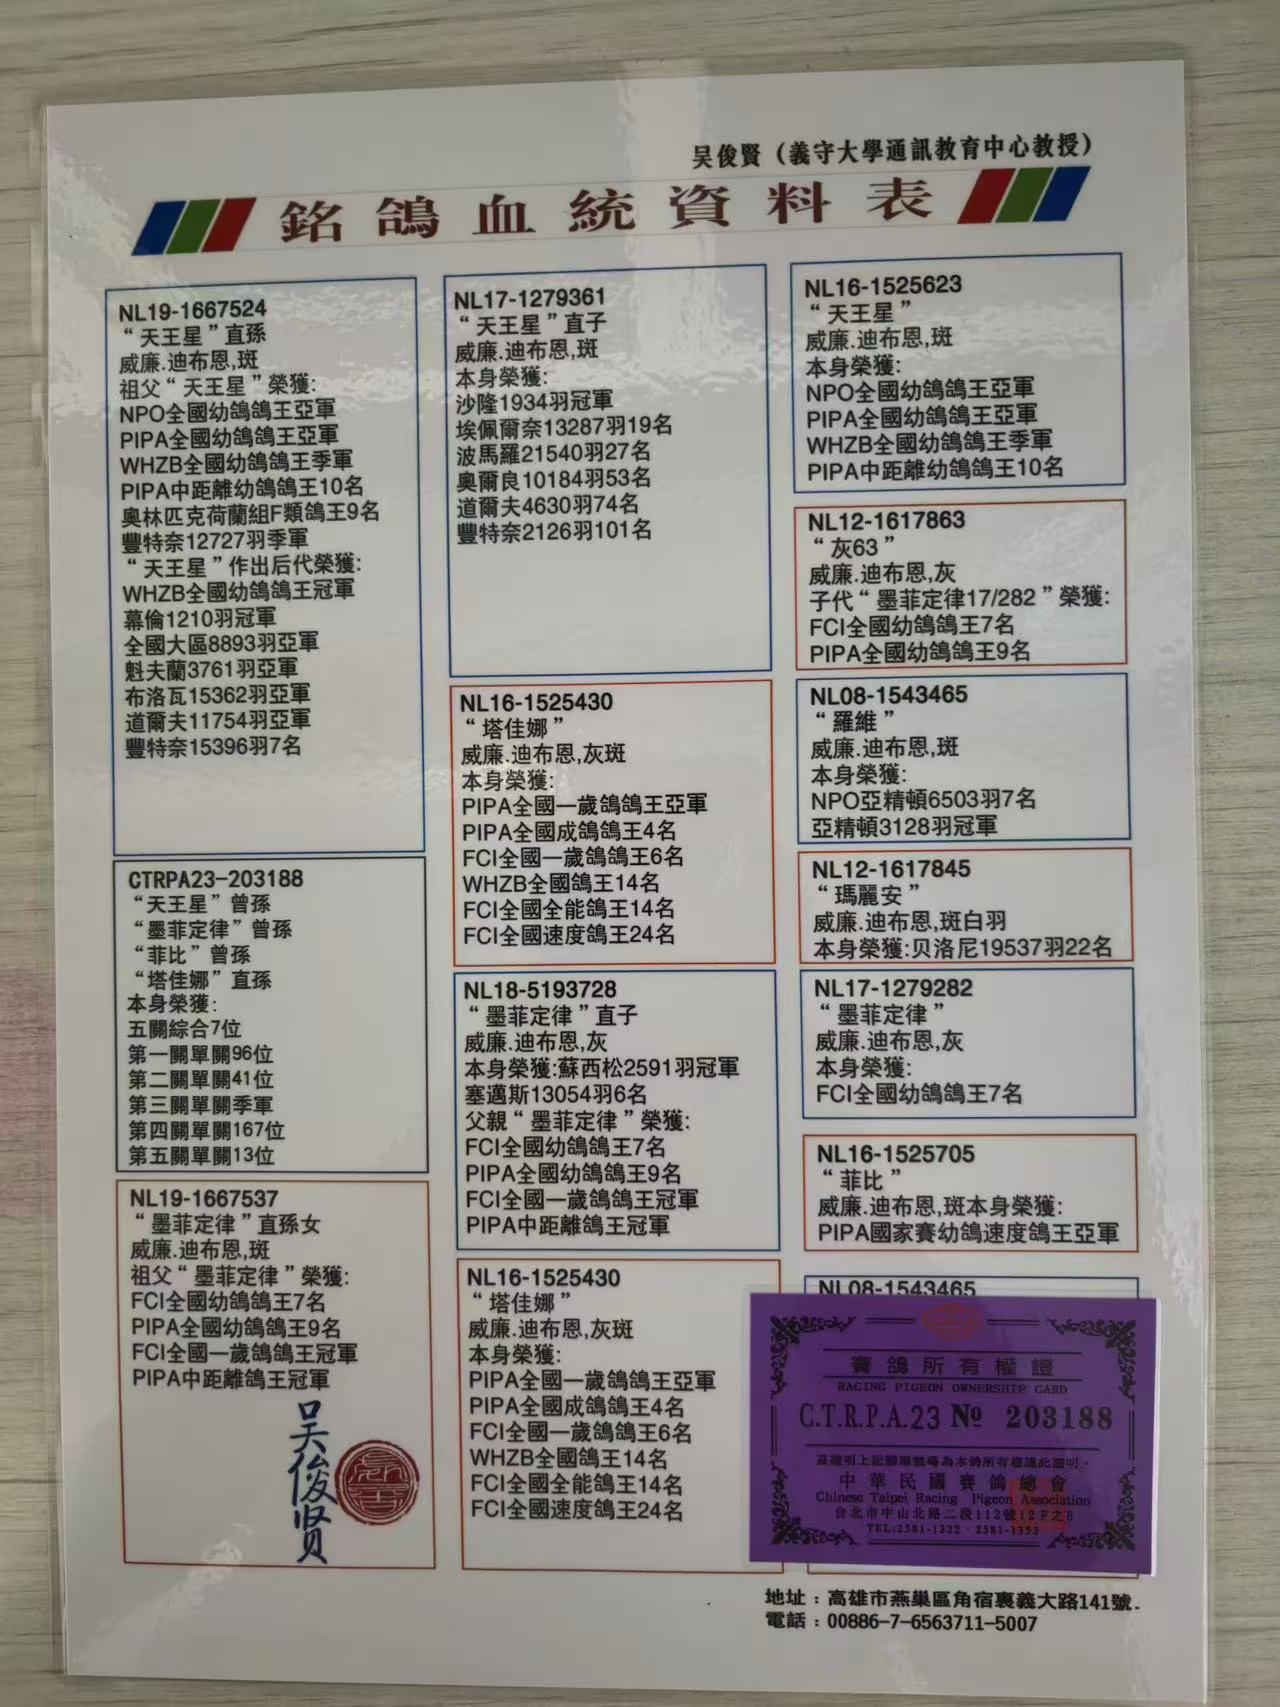 吴俊賢（義守大學通訊教育中心教授）
銘鴿血統資料表
NL19-1667524
“天王星”直孫
威廉.迪布恩,斑
祖父“天王星”榮獲:
NPO全國幼鴿鴿王亞軍
PIPA全國幼鴿鴿王亞軍
WHZB全國幼鴿鴿王季軍
PIPA中距離幼鴿鴿王10名
奧林匹克荷蘭組F類鴿王9名
豐特奈12727羽季軍
“天王星”作出后代榮獲:
WHZB全國幼鴿鴿王冠軍
幕倫1210羽冠軍
全國大區8893羽亞軍
魁夫蘭3761羽亞軍
布洛瓦15362羽亞軍
道爾夫11754羽亞軍
豐特奈15396羽7名
CTRPA23-203188
“天王星”曾孫
“墨菲定律”曾孫
“菲比”曾孫
“塔佳娜”直孫
本身榮獲:
五關綜合7位
第一關單關96位
第二關單關41位
第三關單關季軍
第四關單關167位
第五關單關13位
NL19-1667537
“墨菲定律”直孫女
威廉.迪布恩,斑
祖父“墨菲定律”榮獲:
FCI全國幼鴿鴿王7名
PIPA全國幼鴿鴿王9名
FCI全國一歲鴿鴿王冠軍
PIPA中距離鴿王冠軍
吴俊贤
NL17-1279361
“天王星”直子
威廉.迪布恩,斑
本身榮獲:
沙隆1934羽冠軍
埃佩爾奈13287羽19名
波馬羅21540羽27名
奧爾良10184羽53名
道爾夫4630羽74名
豐特奈2126羽101名
NL16-1525430
“塔佳娜”
威廉.迪布恩,灰斑
本身榮獲:
PIPA全國一歲鴿鴿王亞軍
PIPA全國成鴿鴿王4名
FCI全國一歲鴿鴿王6名
WHZB全國鴿王14名
FCI全國全能鴿王14名
FCI全國速度鴿王24名
NL18-5193728
“墨菲定律”直子
威廉.迪布恩,灰
本身榮獲:蘇西松2591羽冠軍
塞邁斯13054羽6名
父親“墨菲定律”榮獲:
FCI全國幼鴿鴿王7名
PIPA全國幼鴿鴿王9名
FCI全國一歲鴿鴿王冠軍
PIPA中距離鴿王冠軍
NL16-1525430
“塔佳娜”
威廉.迪布恩,灰斑
本身榮獲:
PIPA全國一歲鴿鴿王亞軍
PIPA全國成鴿鴿王4名
FCI全國一歲鴿鴿王6名
WHZB全國鴿王14名
FCI全國全能鴿王14名
FCI全國速度鴿王24名
NL16-1525623
“天王星”
威廉.迪布恩,斑
本身榮獲:
NPO全國幼鴿鴿王亞軍
PIPA全國幼鴿鴿王亞軍
WHZB全國幼鴿鴿王季軍
PIPA中距離幼鴿鴿王10名
NL12-1617863
“灰63”
威廉.迪布恩,灰
子代“墨菲定律17/282”榮獲:
FCI全國幼鴿鴿王7名
PIPA全國幼鴿鴿王9名
NL08-1543465
“羅維”
威廉.迪布恩,斑
本身榮獲:
NPO亞精頓6503羽7名
亞精頓3128羽冠軍
NL12-1617845
“瑪麗安”
威廉.迪布恩,斑白羽
本身榮獲:贝洛尼19537羽22名
NL17-1279282
“墨菲定律”
威廉.迪布恩,灰
本身榮獲:
FCI全國幼鴿鴿王7名
NL16-1525705
“菲比”
威廉.迪布恩,斑本身榮獲:
PIPA國家賽幼鴿速度鴿王亞軍
NL08-1543465
賽鴿所有權證
RACING PIGEON OWNERSHIP CARD
C.T.R.P.A.23 № 203188
茲證明上記腳環號碼為本鴿所有權謹此證明。
中華民國賽鴿總會
Chinese Taipei Racing Pigeon Association
台北市中山北路二段112號12F之6
TEL:2581-1322・2581-1353
地址：高雄市燕巢區角宿裏義大路141號.
電話：00886-7-6563711-5007